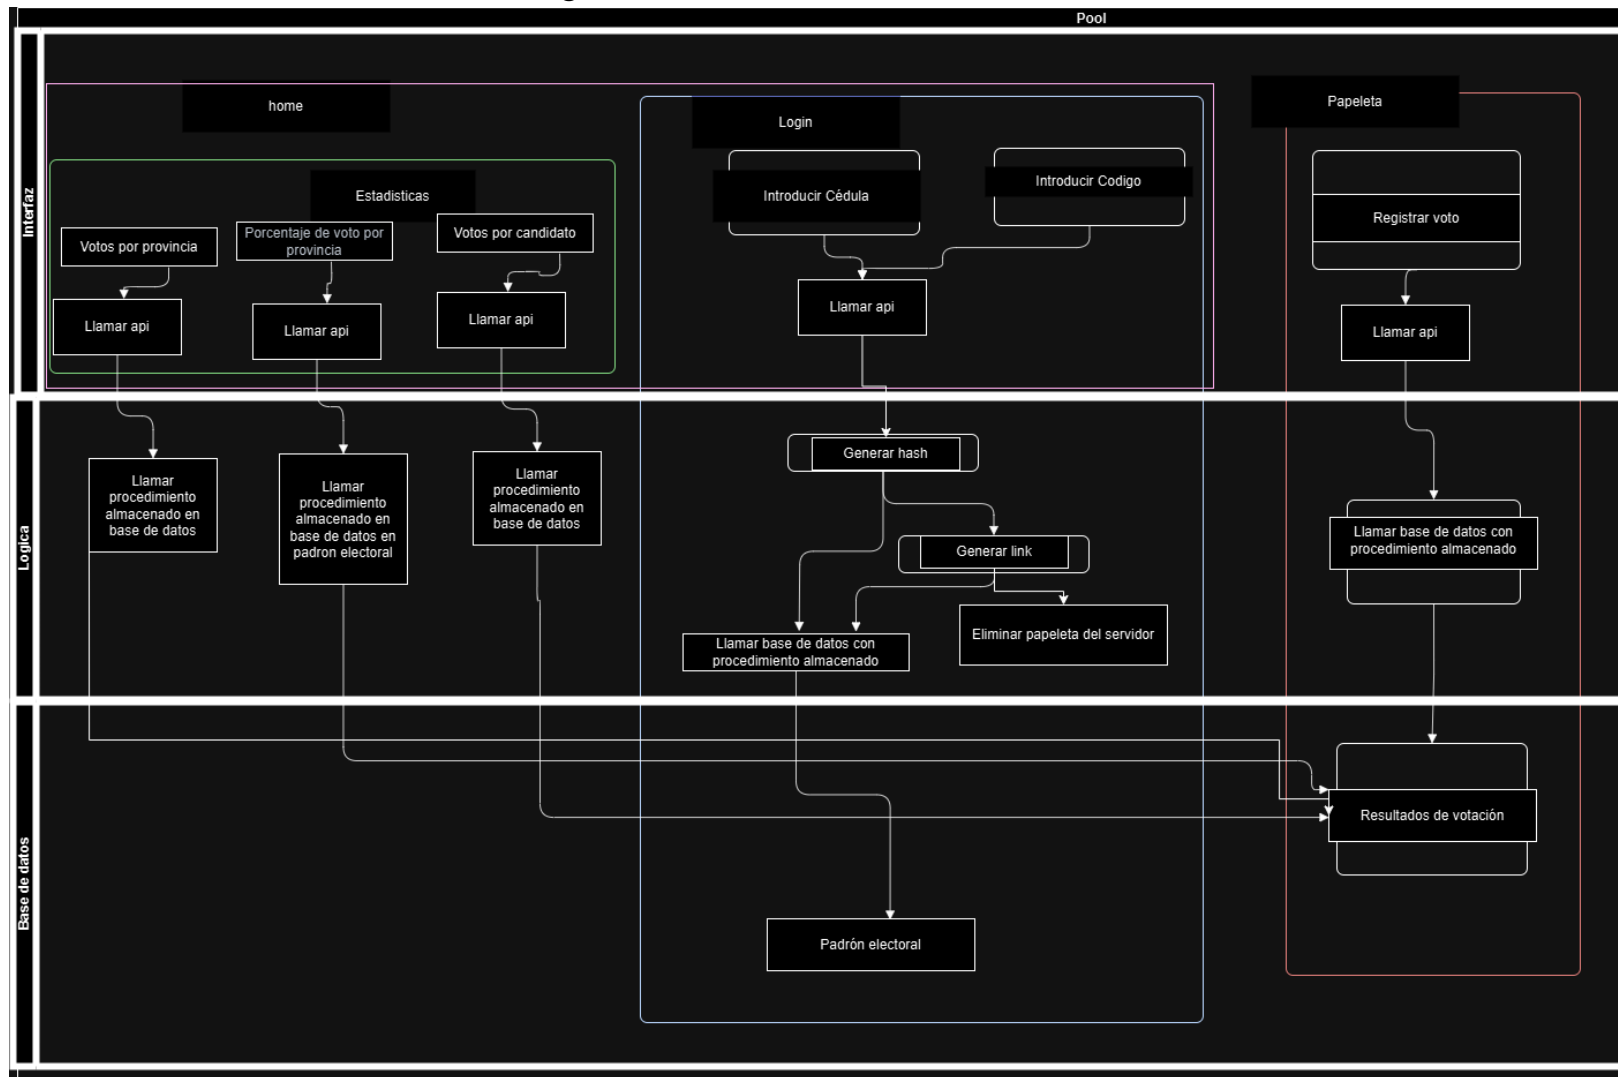 Pool
Interfaz
home
Login
Papeleta
Estadisticas
Introducir Cédula
Introducir Codigo
Registrar voto
Votos por provincia
Porcentaje de voto por
provincia
Votos por candidato
Llamar api
Llamar api
Llamar api
Llamar api
Llamar api
Logica
Llamar
procedimiento
almacenado en
base de datos
Llamar
procedimiento
almacenado en
base de datos en
padron electoral
Llamar
procedimiento
almacenado en
base de datos
Generar hash
Generar link
Llamar base de datos con
procedimiento almacenado
Eliminar papeleta del servidor
Llamar base de datos con
procedimiento almacenado
Base de datos
Resultados de votación
Padrón electoral